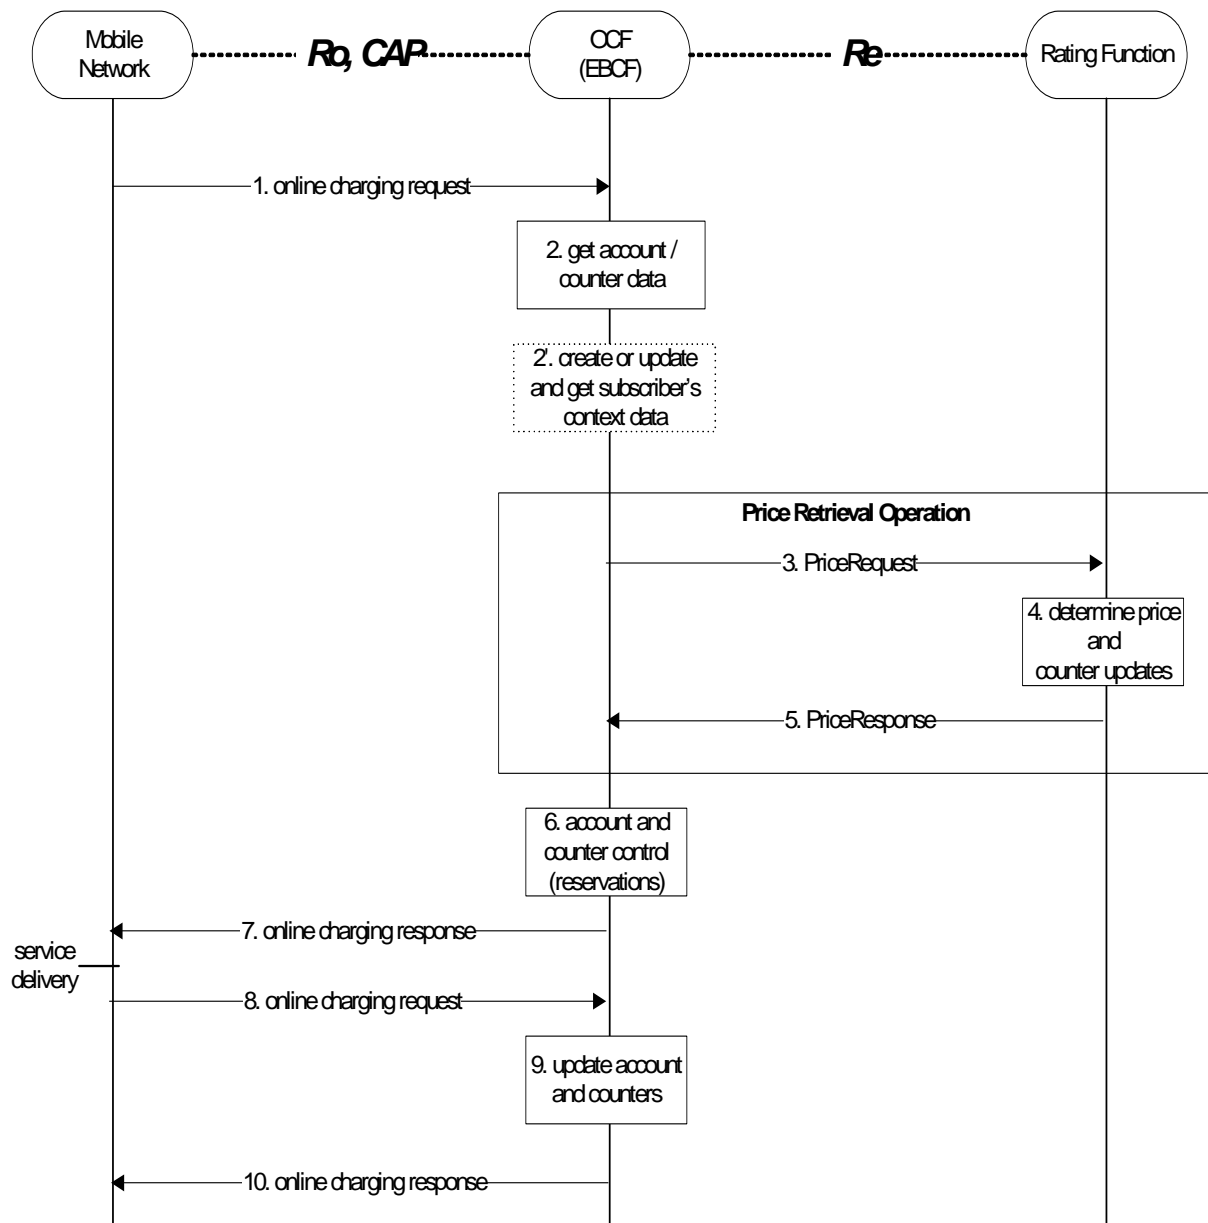 Mobile
Network
Ro, CAP
OCF
(EBCF)
Re
Rating Function
1. online charging request
2. get account /
counter data
2'. create or update
and get subscriber's
context data
Price Retrieval Operation
3. PriceRequest
4. determine price
and
counter updates
5. PriceResponse
6. account and
counter control
(reservations)
7. online charging response
service
delivery
8. online charging request
9. update account
and counters
10. online charging response